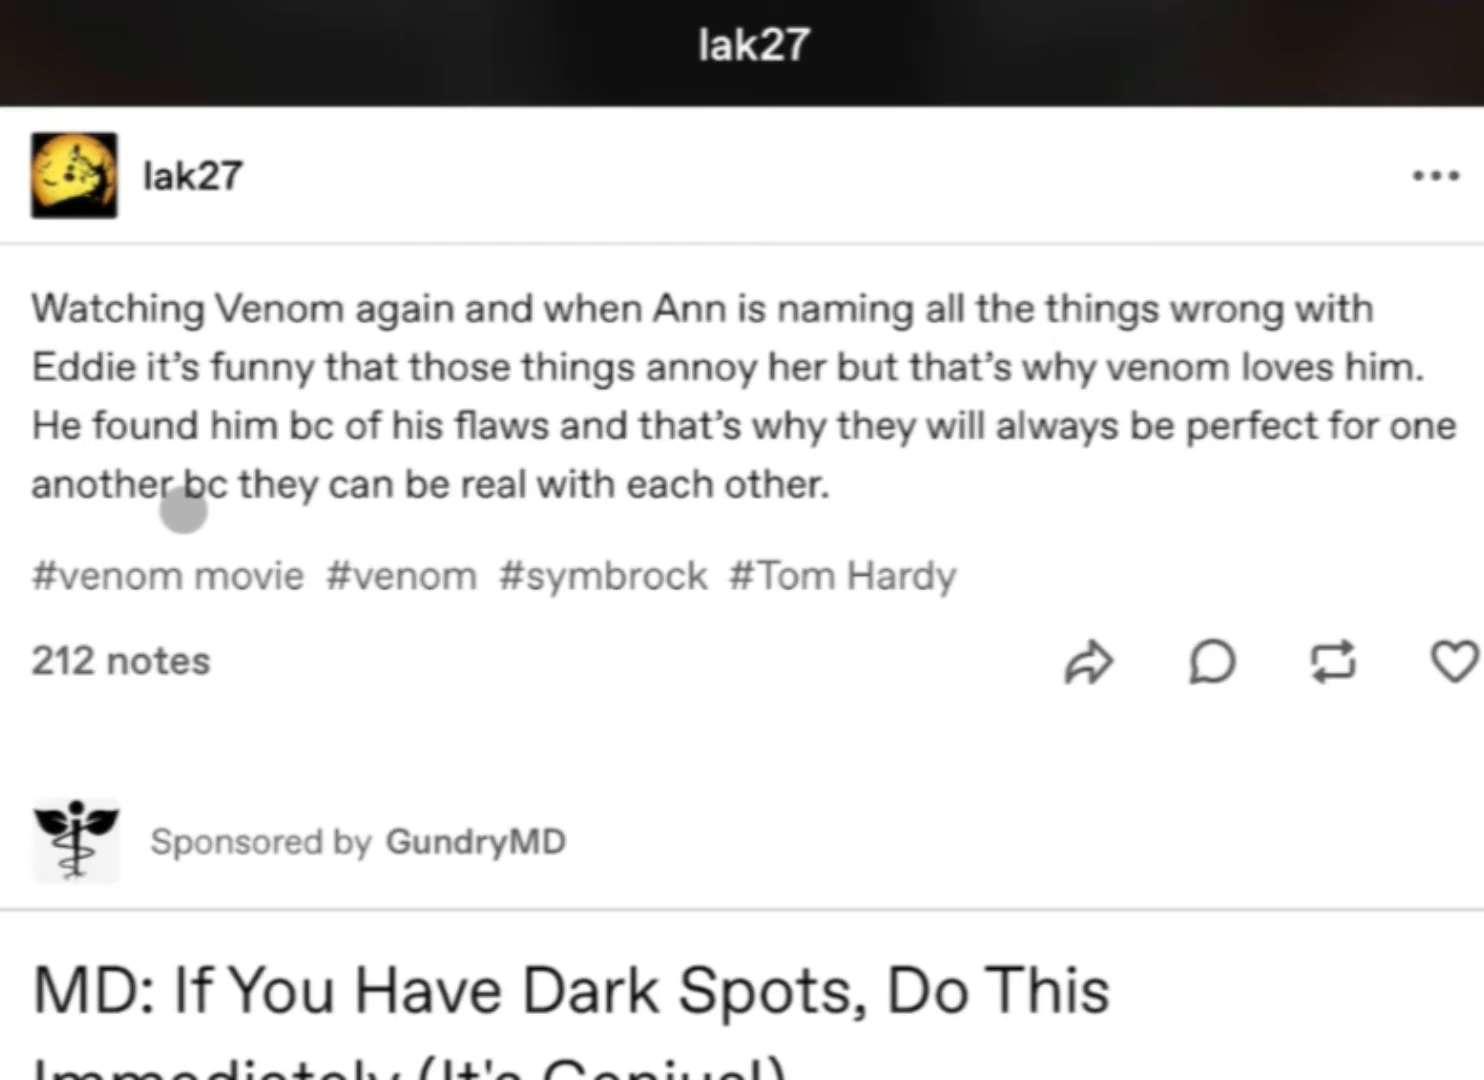 lak27
lak27
Watching Venom again and when Ann is naming all the things wrong with
Eddie it’s funny that those things annoy her but that’s why venom loves him.
He found him bc of his flaws and that’s why they will always be perfect for one
another bc they can be real with each other.
#venom movie #venom #symbrock #Tom Hardy
212 notes
Sponsored by GundryMD
MD: If You Have Dark Spots, Do This
Immediately (It's Genius!)